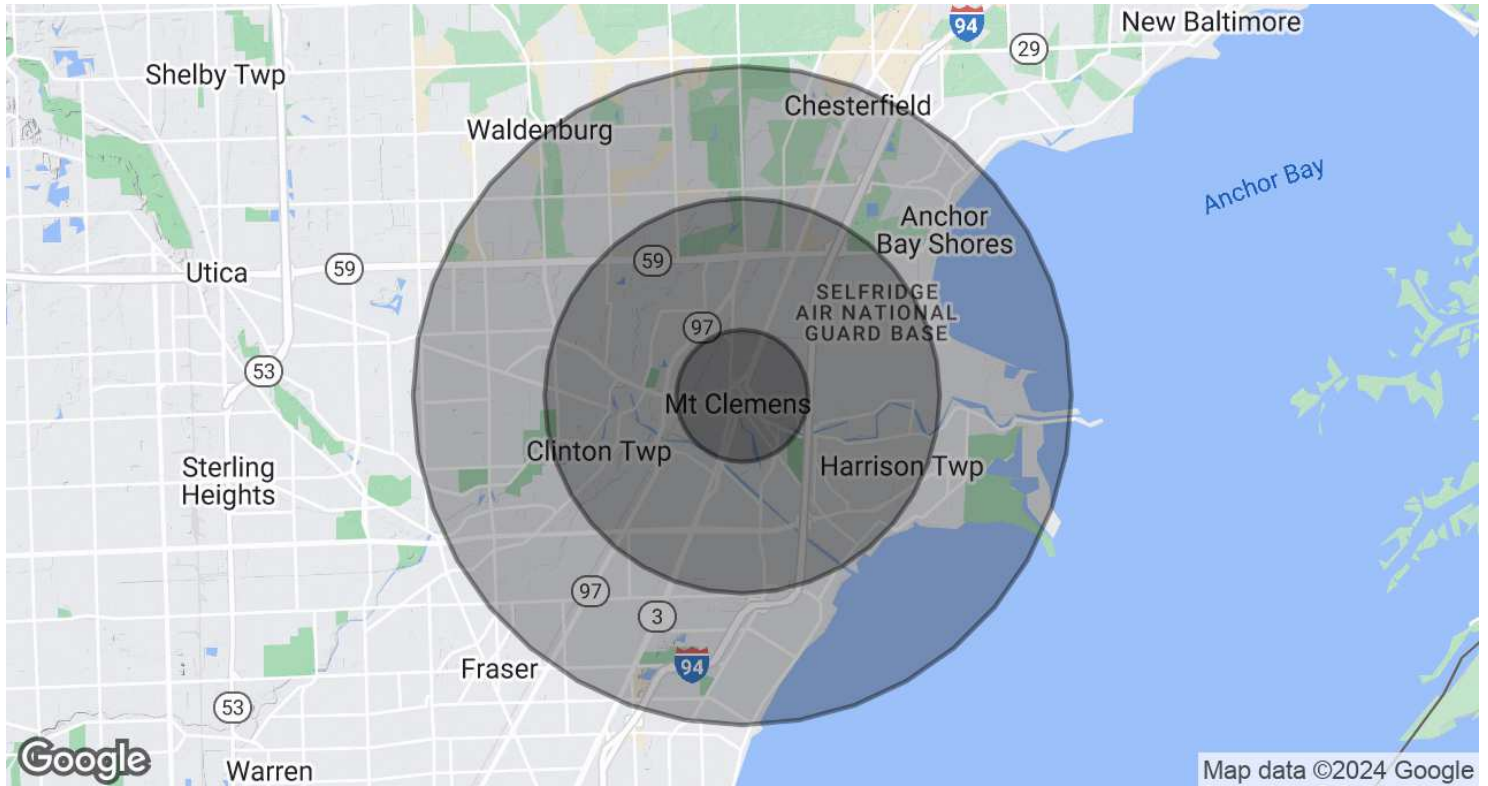 94
New Baltimore
29
Shelby Twp
Chesterfield
Waldenburg
Anchor Bay
Anchor
Bay Shores
59
Utica
59
SELFRIDGE
AIR NATIONAL
GUARD BASE
97
53
Mt Clemens
Clinton Twp
Harrison Twp
Sterling
Heights
97
3
94
Fraser
53
Google
Warren
Map data ©2024 Google